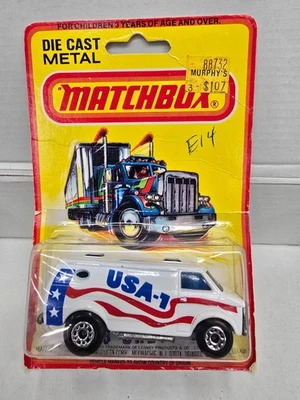 FOR CHILDREN 3 YEARS OF AGE AND OVER.
DIE CAST
METAL
88732
MURPHY'S
3- $1.07
"MATCHBOX"®
E14
USA-1